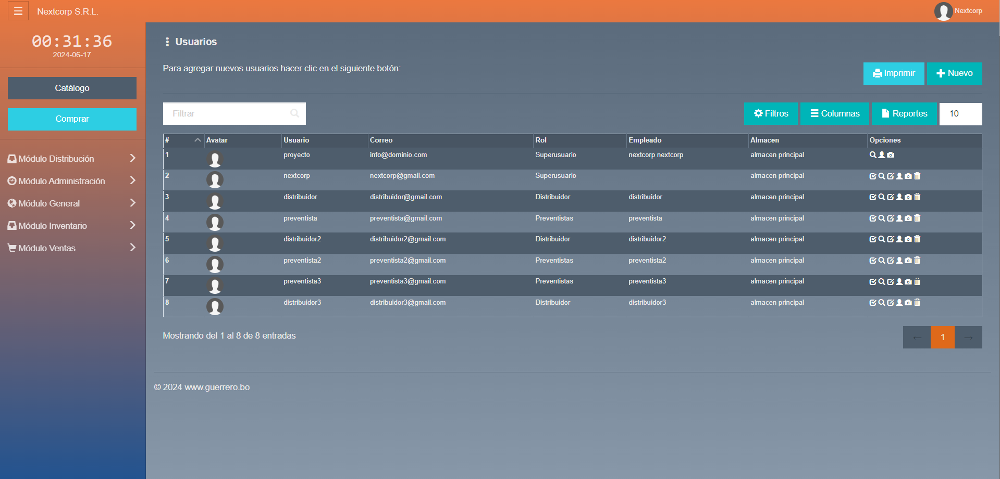 Nextcorp S.R.L.
Nextcorp
00:31:36
2024-06-17
Catálogo
Comprar
Módulo Distribución
Módulo Administración
Módulo General
Módulo Inventario
Módulo Ventas
Usuarios
Para agregar nuevos usuarios hacer clic en el siguiente botón:
Imprimir
Nuevo
Filtrar
Filtros
Columnas
Reportes
10
# Avatar Usuario Correo Rol Empleado Almacen Opciones
1 proyecto info@dominio.com Superusuario nextcorp nextcorp almacen principal
2 nextcorp nextcorp@gmail.com Superusuario almacen principal
3 distribuidor distribuidor@gmail.com Distribuidor distribuidor almacen principal
4 preventista preventista@gmail.com Preventistas preventista almacen principal
5 distribuidor2 distribuidor2@gmail.com Distribuidor distribuidor2 almacen principal
6 preventista2 preventista2@gmail.com Preventistas preventista2 almacen principal
7 preventista3 preventista3@gmail.com Preventistas preventista3 almacen principal
8 distribuidor3 distribuidor3@gmail.com Distribuidor distribuidor3 almacen principal
Mostrando del 1 al 8 de 8 entradas
← 1 →
© 2024 www.guerrero.bo